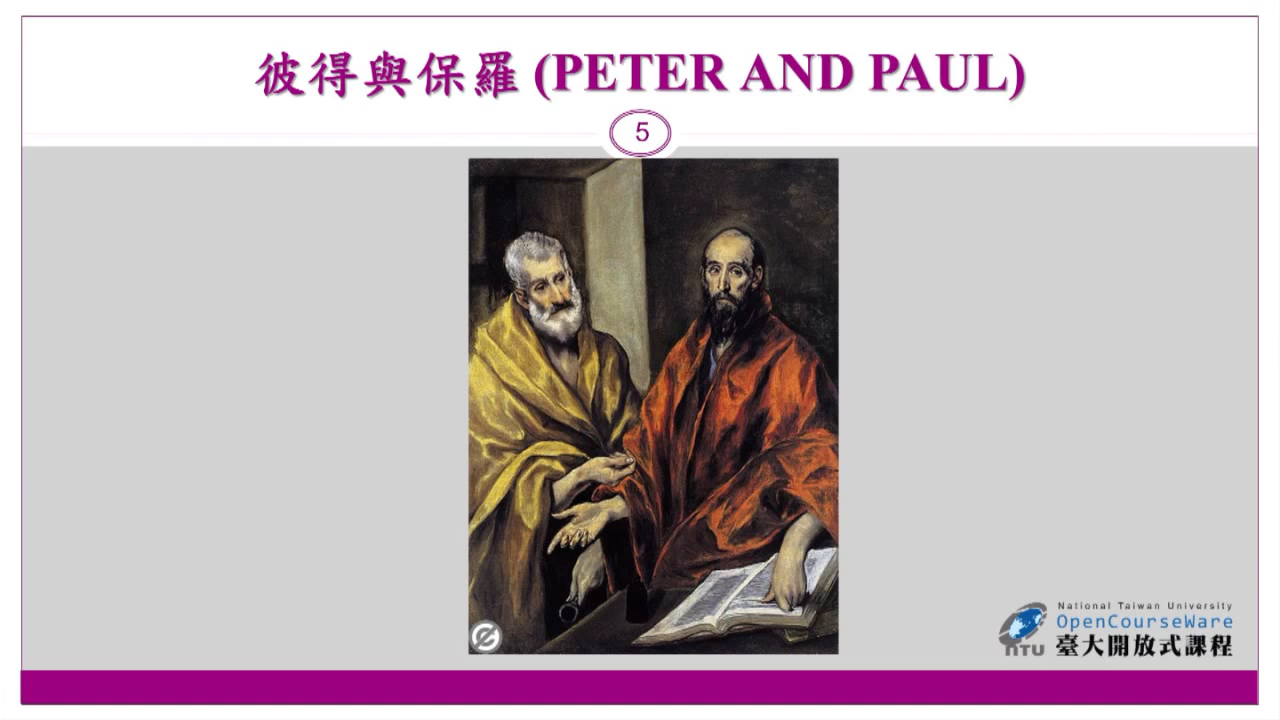 彼得與保羅 (PETER AND PAUL)
5
National Taiwan University
OpenCourseWare
NTU 臺大開放式課程